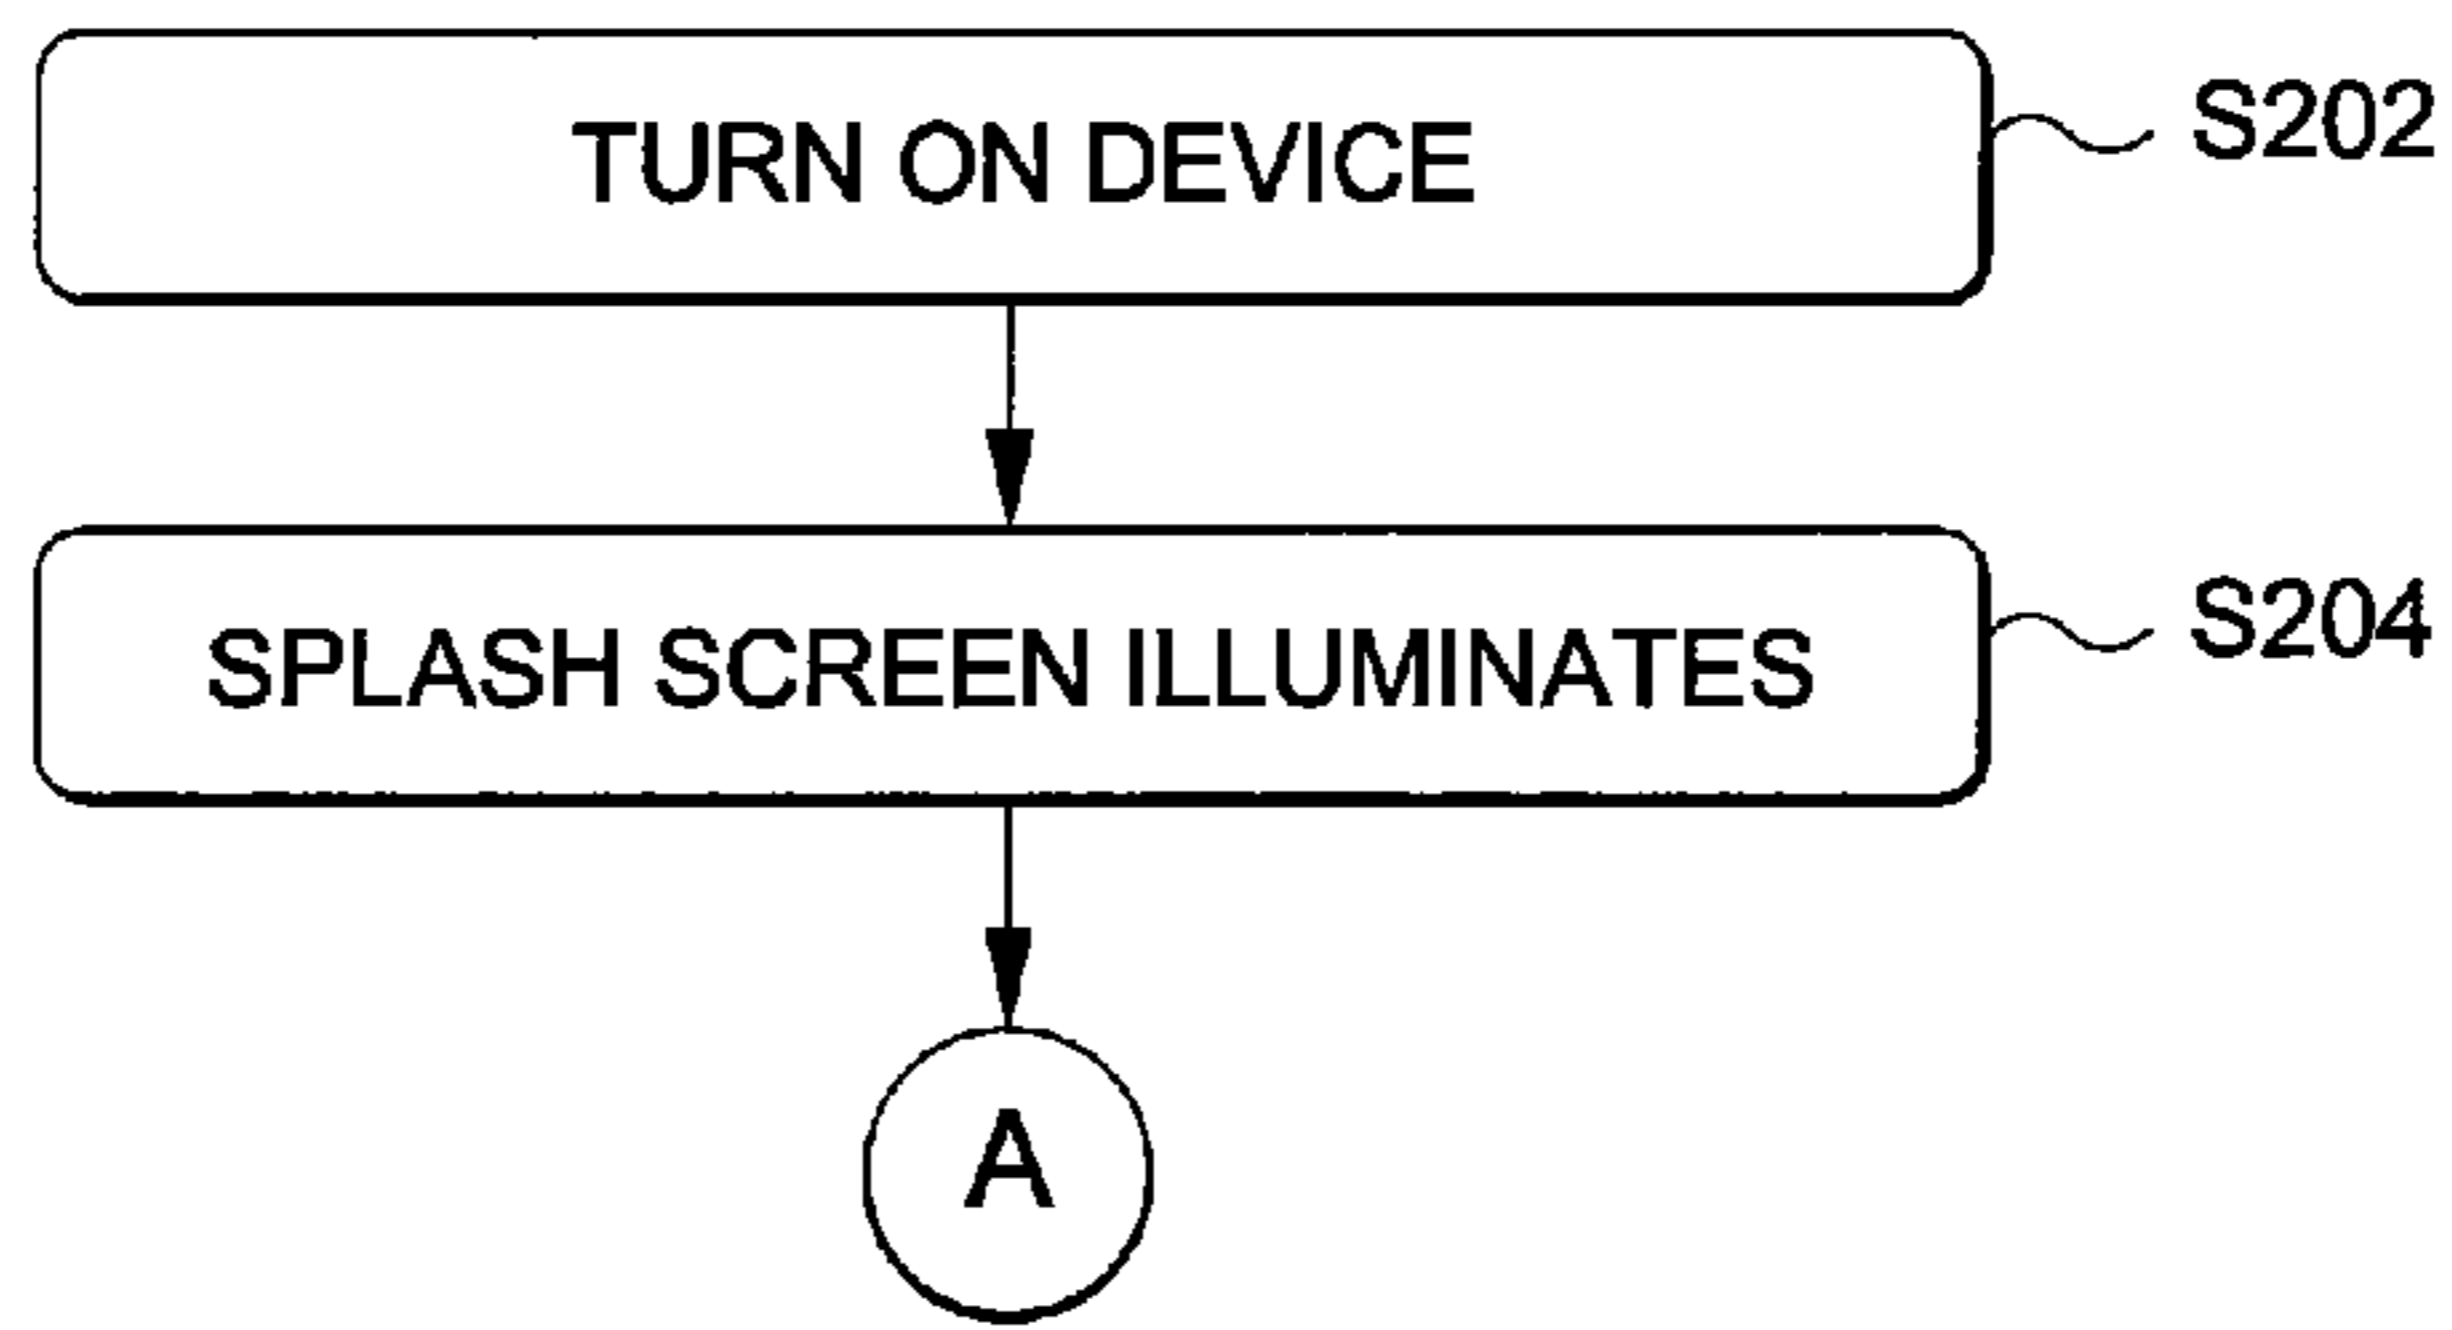 TURN ON DEVICE
S202
SPLASH SCREEN ILLUMINATES
S204
A